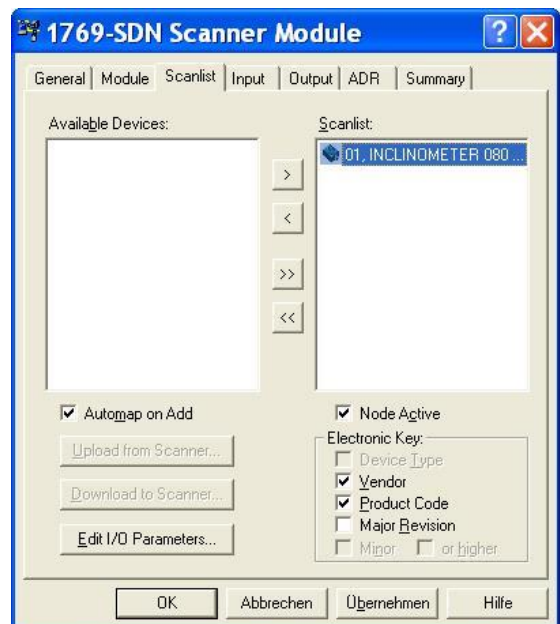 1769-SDN Scanner Module
General Module Scanlist Input Output ADR Summary
Available Devices:
Scanlist:
01, INCLINOMETER 080 ...
>
<
>>
<<
Automap on Add
Node Active
Upload from Scanner...
Electronic Key:
Device Type
Vendor
Download to Scanner...
Product Code
Major Revision
Edit I/O Parameters...
Minor or higher
OK Abbrechen Übernehmen Hilfe